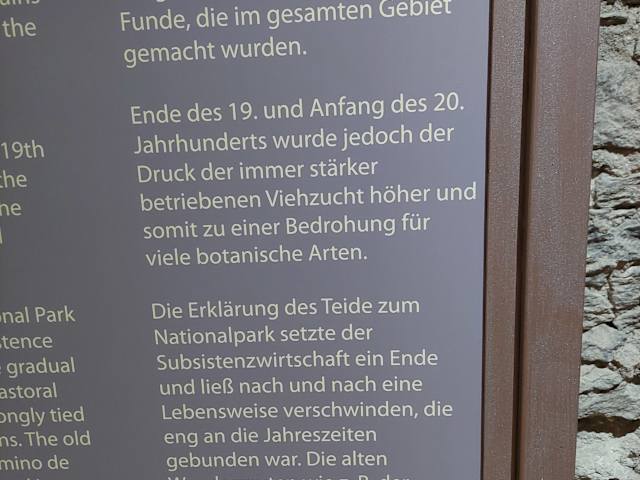 the
19th
the
nal Park
stence
gradual
astoral
ongly tied
ns. The old
mino de
Funde, die im gesamten Gebiet
gemacht wurden.
Ende des 19. und Anfang des 20.
Jahrhunderts wurde jedoch der
Druck der immer stärker
betriebenen Viehzucht höher und
somit zu einer Bedrohung für
viele botanische Arten.
Die Erklärung des Teide zum
Nationalpark setzte der
Subsistenzwirtschaft ein Ende
und ließ nach und nach eine
Lebensweise verschwinden, die
eng an die Jahreszeiten
gebunden war. Die alten